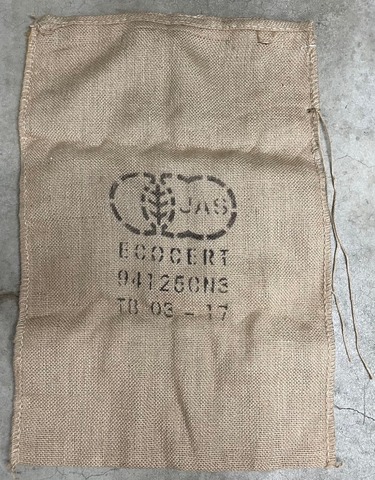 JAS
ECOCERT
941250N3
TB 03 - 17